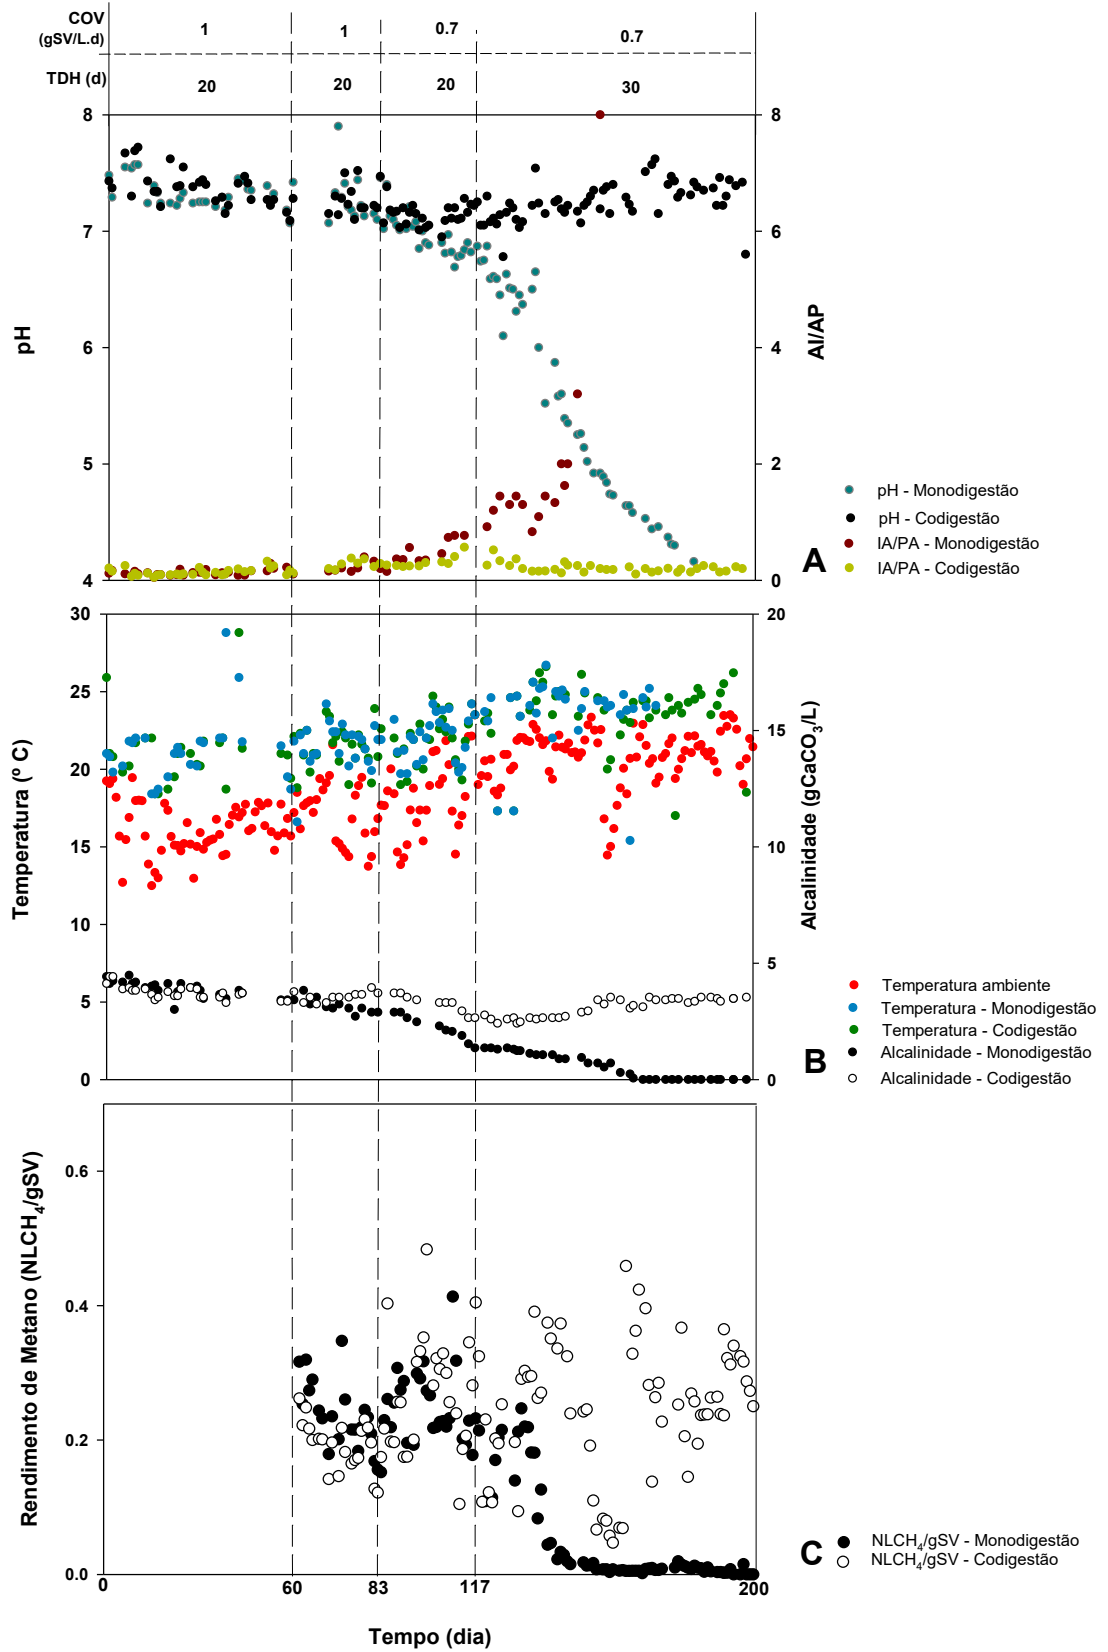 COV
(gSV/L.d)
1 1 0.7 0.7
TDH (d)
20 20 20 30
8 8
7 6
6 4
5 2
4 0
pH
AI/AP
pH - Monodigestão
pH - Codigestão
IA/PA - Monodigestão
IA/PA - Codigestão
A
30 20
25
15
20
15 10
10
5
5
0 0
Temperatura (º C)
Alcalinidade (gCaCO3/L)
Temperatura ambiente
Temperatura - Monodigestão
Temperatura - Codigestão
Alcalinidade - Monodigestão
Alcalinidade - Codigestão
B
0.6
0.4
0.2
0.0
Rendimento de Metano (NLCH4/gSV)
C
NLCH4/gSV - Monodigestão
NLCH4/gSV - Codigestão
0 60 83 117 200
Tempo (dia)